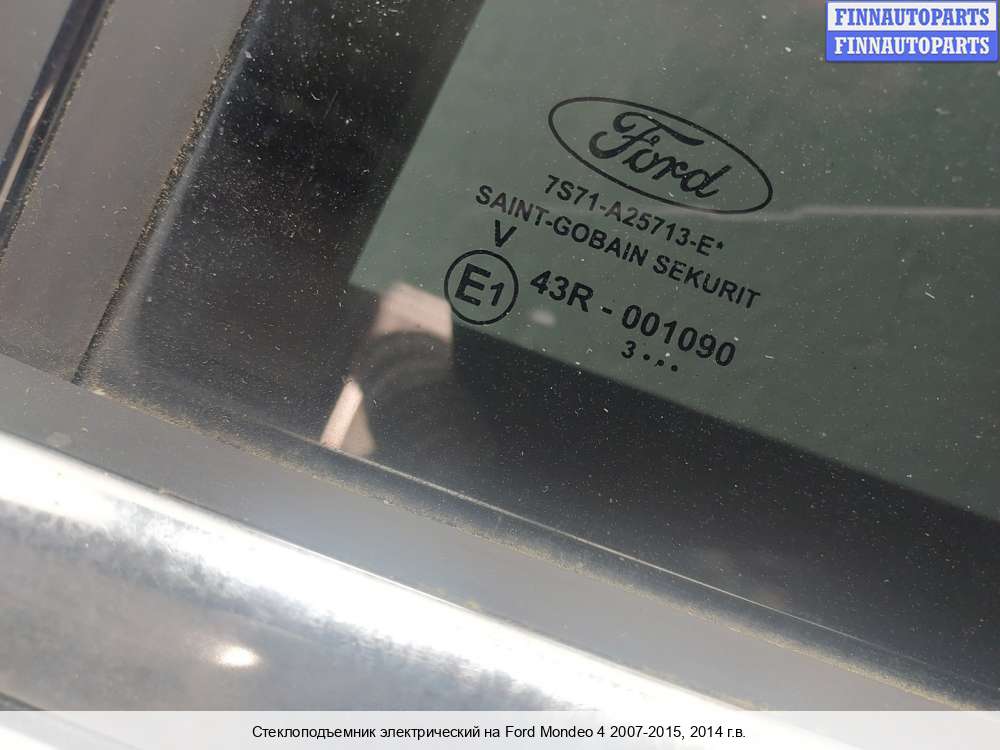 FINNAUTOPARTS
FINNAUTOPARTS
Ford
7S71-A25713-E*
SAINT-GOBAIN SEKURIT
V
E1 43R - 001090
3...
Стеклоподъемник электрический на Ford Mondeo 4 2007-2015, 2014 г.в.